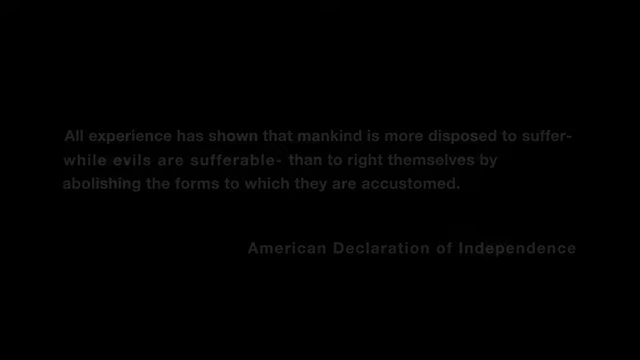 All experience has shown that mankind is more disposed to suffer-
while evils are sufferable- than to right themselves by
abolishing the forms to which they are accustomed.
American Declaration of Independence